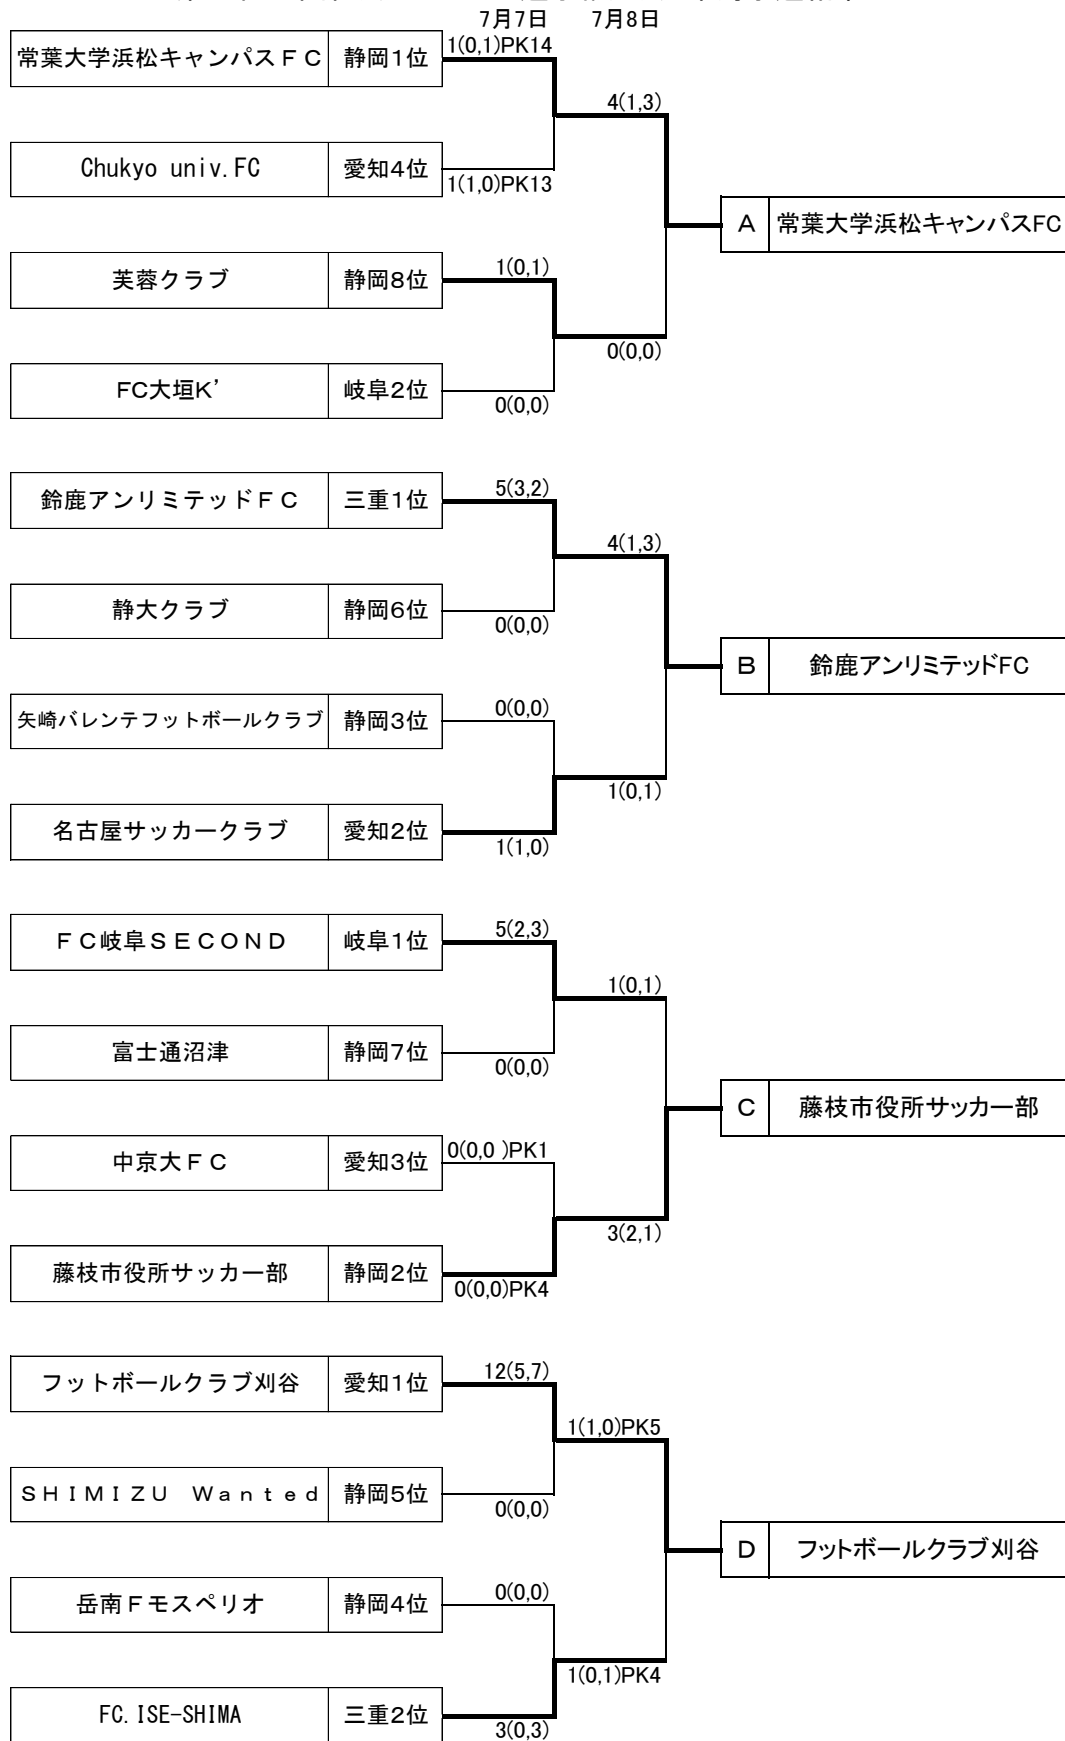 7月7日 7月8日
常葉大学浜松キャンパスＦＣ 静岡1位 1(0,1)PK14
4(1,3)
Chukyo univ.FC 愛知4位 1(1,0)PK13
A 常葉大学浜松キャンパスFC
芙蓉クラブ 静岡8位 1(0,1)
0(0,0)
FC大垣K’ 岐阜2位 0(0,0)
鈴鹿アンリミテッドＦＣ 三重1位 5(3,2)
4(1,3)
静大クラブ 静岡6位 0(0,0)
B 鈴鹿アンリミテッドFC
矢崎バレンテフットボールクラブ 静岡3位 0(0,0)
1(0,1)
名古屋サッカークラブ 愛知2位 1(1,0)
ＦＣ岐阜ＳＥＣＯＮＤ 岐阜1位 5(2,3)
1(0,1)
富士通沼津 静岡7位 0(0,0)
C 藤枝市役所サッカー部
中京大ＦＣ 愛知3位 0(0,0 )PK1
3(2,1)
藤枝市役所サッカー部 静岡2位 0(0,0)PK4
フットボールクラブ刈谷 愛知1位 12(5,7)
1(1,0)PK5
ＳＨＩＭＩＺＵ　Ｗａｎｔｅｄ 静岡5位 0(0,0)
D フットボールクラブ刈谷
岳南Ｆモスペリオ 静岡4位 0(0,0)
1(0,1)PK4
FC.ISE-SHIMA 三重2位 3(0,3)